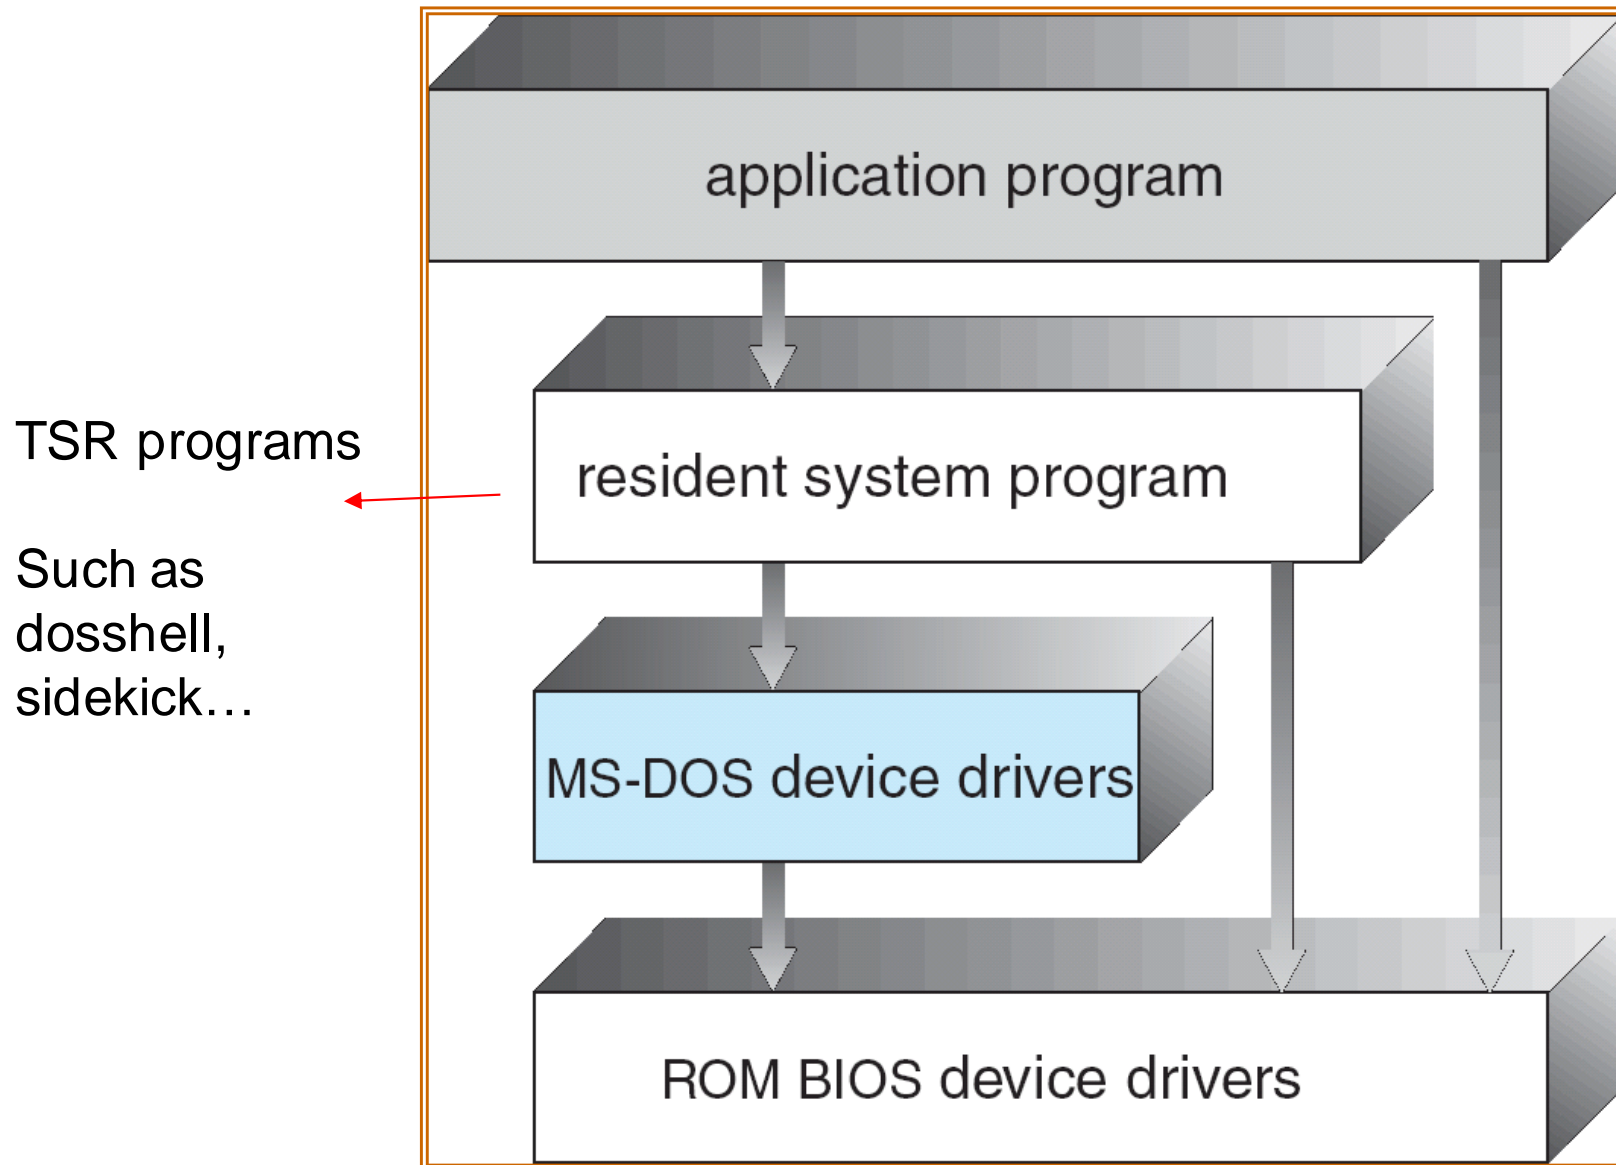 application program
TSR programs
resident system program
Such as
dosshell,
sidekick…
MS-DOS device drivers
ROM BIOS device drivers